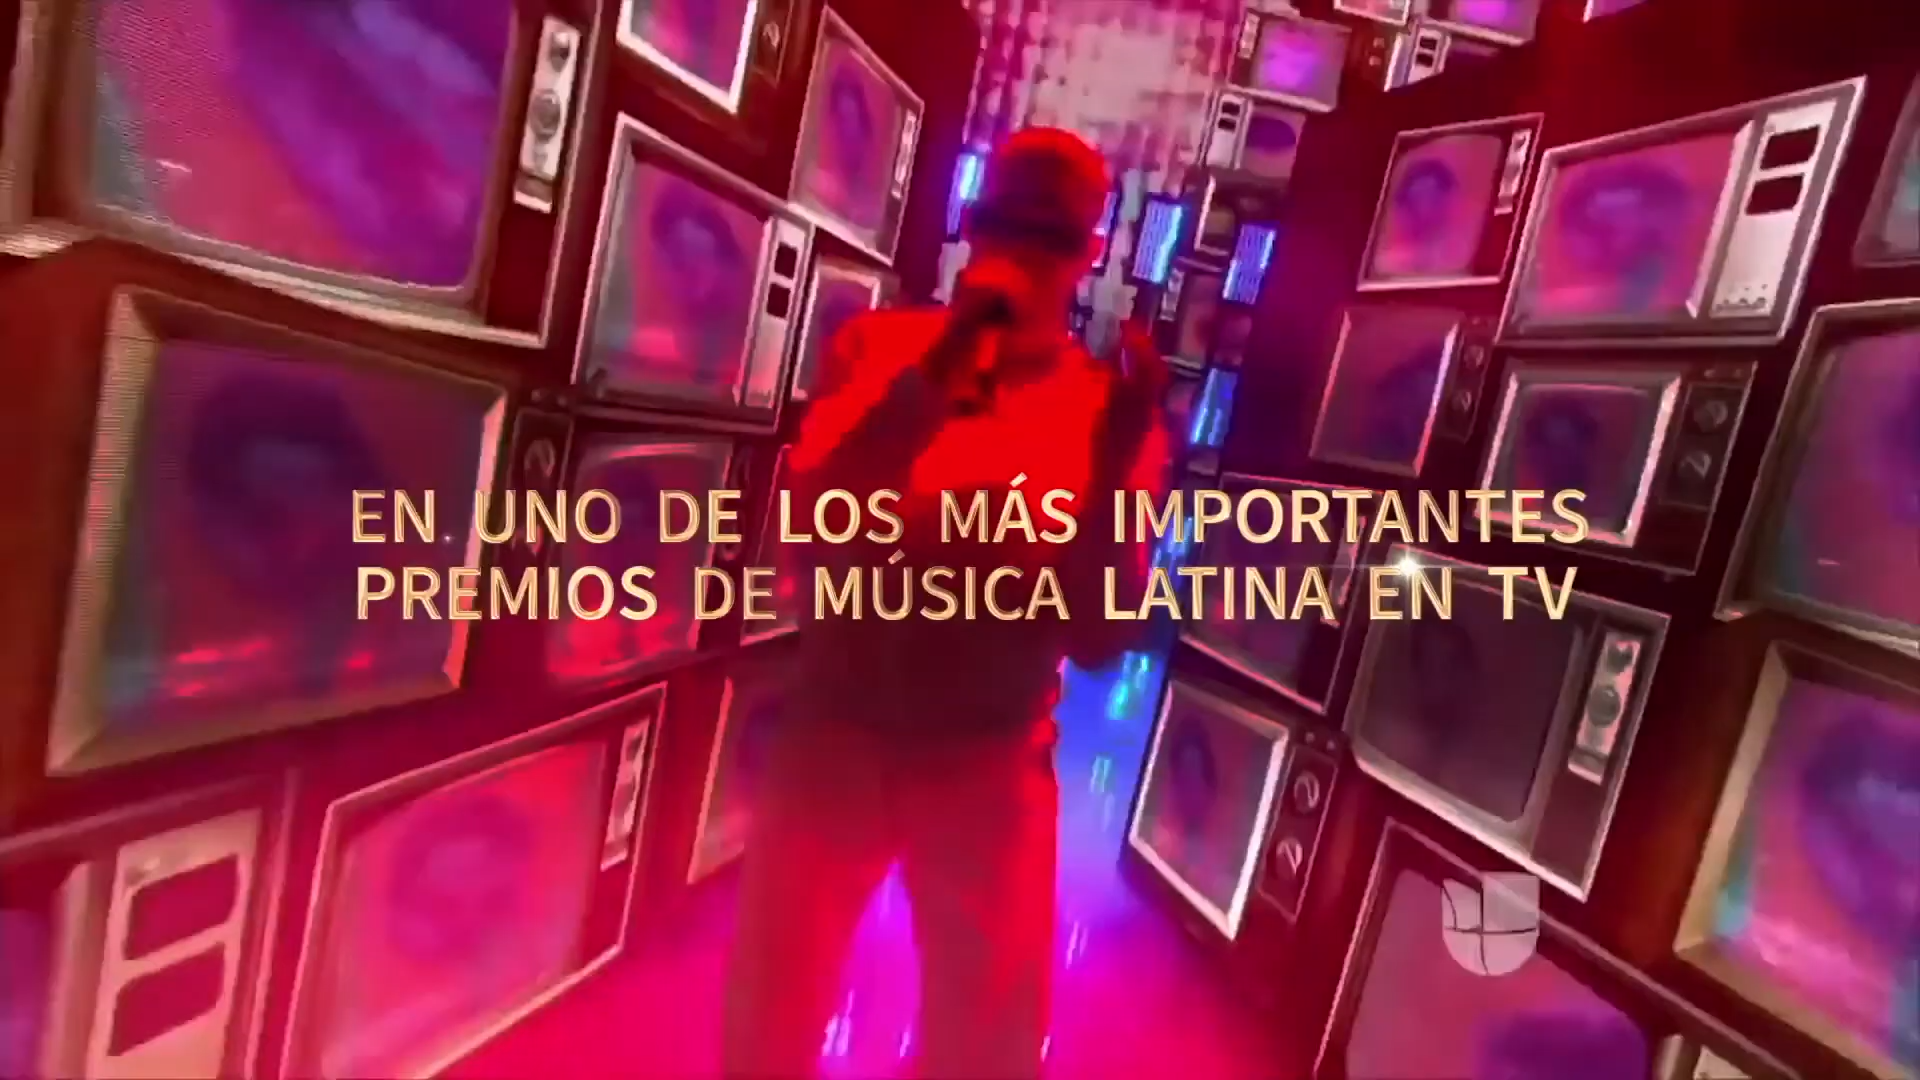 EN UNO DE LOS MÁS IMPORTANTES
PREMIOS DE MÚSICA LATINA EN TV